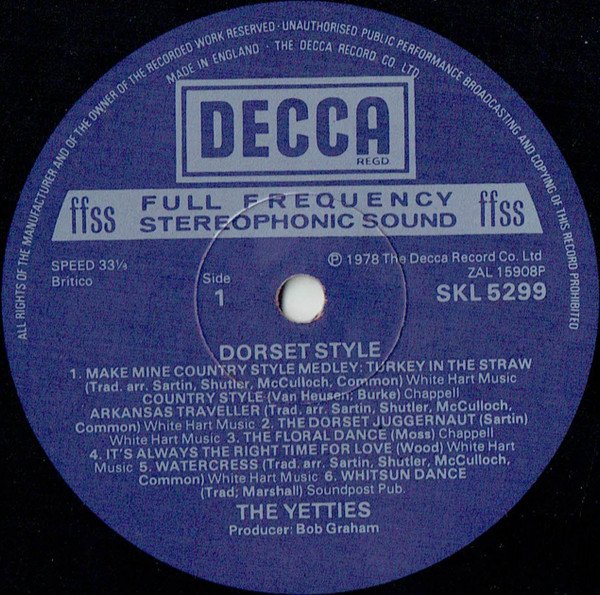 ALL RIGHTS OF THE MANUFACTURER AND OF THE OWNER OF THE RECORDED WORK RESERVED · UNAUTHORISED PUBLIC PERFORMANCE BROADCASTING AND COPYING OF THIS RECORD PROHIBITED
MADE IN ENGLAND · THE DECCA RECORD CO. LTD.
DECCA
REGD
ffss FULL FREQUENCY ffss
STEREOPHONIC SOUND
SPEED 33⅓
Britico
Side
1
℗ 1978 The Decca Record Co. Ltd
ZAL 15908P
SKL 5299
DORSET STYLE
1. MAKE MINE COUNTRY STYLE MEDLEY: TURKEY IN THE STRAW
(Trad. arr. Sartin, Shutler, McCulloch, Common) White Hart Music
COUNTRY STYLE (Van Heusen, Burke) Chappell
ARKANSAS TRAVELLER (Trad. arr. Sartin, Shutler, McCulloch,
Common) White Hart Music 2. THE DORSET JUGGERNAUT (Sartin)
White Hart Music 3. THE FLORAL DANCE (Moss) Chappell
4. IT'S ALWAYS THE RIGHT TIME FOR LOVE (Wood) White Hart
Music 5. WATERCRESS (Trad. arr. Sartin, Shutler, McCulloch,
Common) White Hart Music 6. WHITSUN DANCE
(Trad; Marshall) Soundpost Pub.
THE YETTIES
Producer: Bob Graham